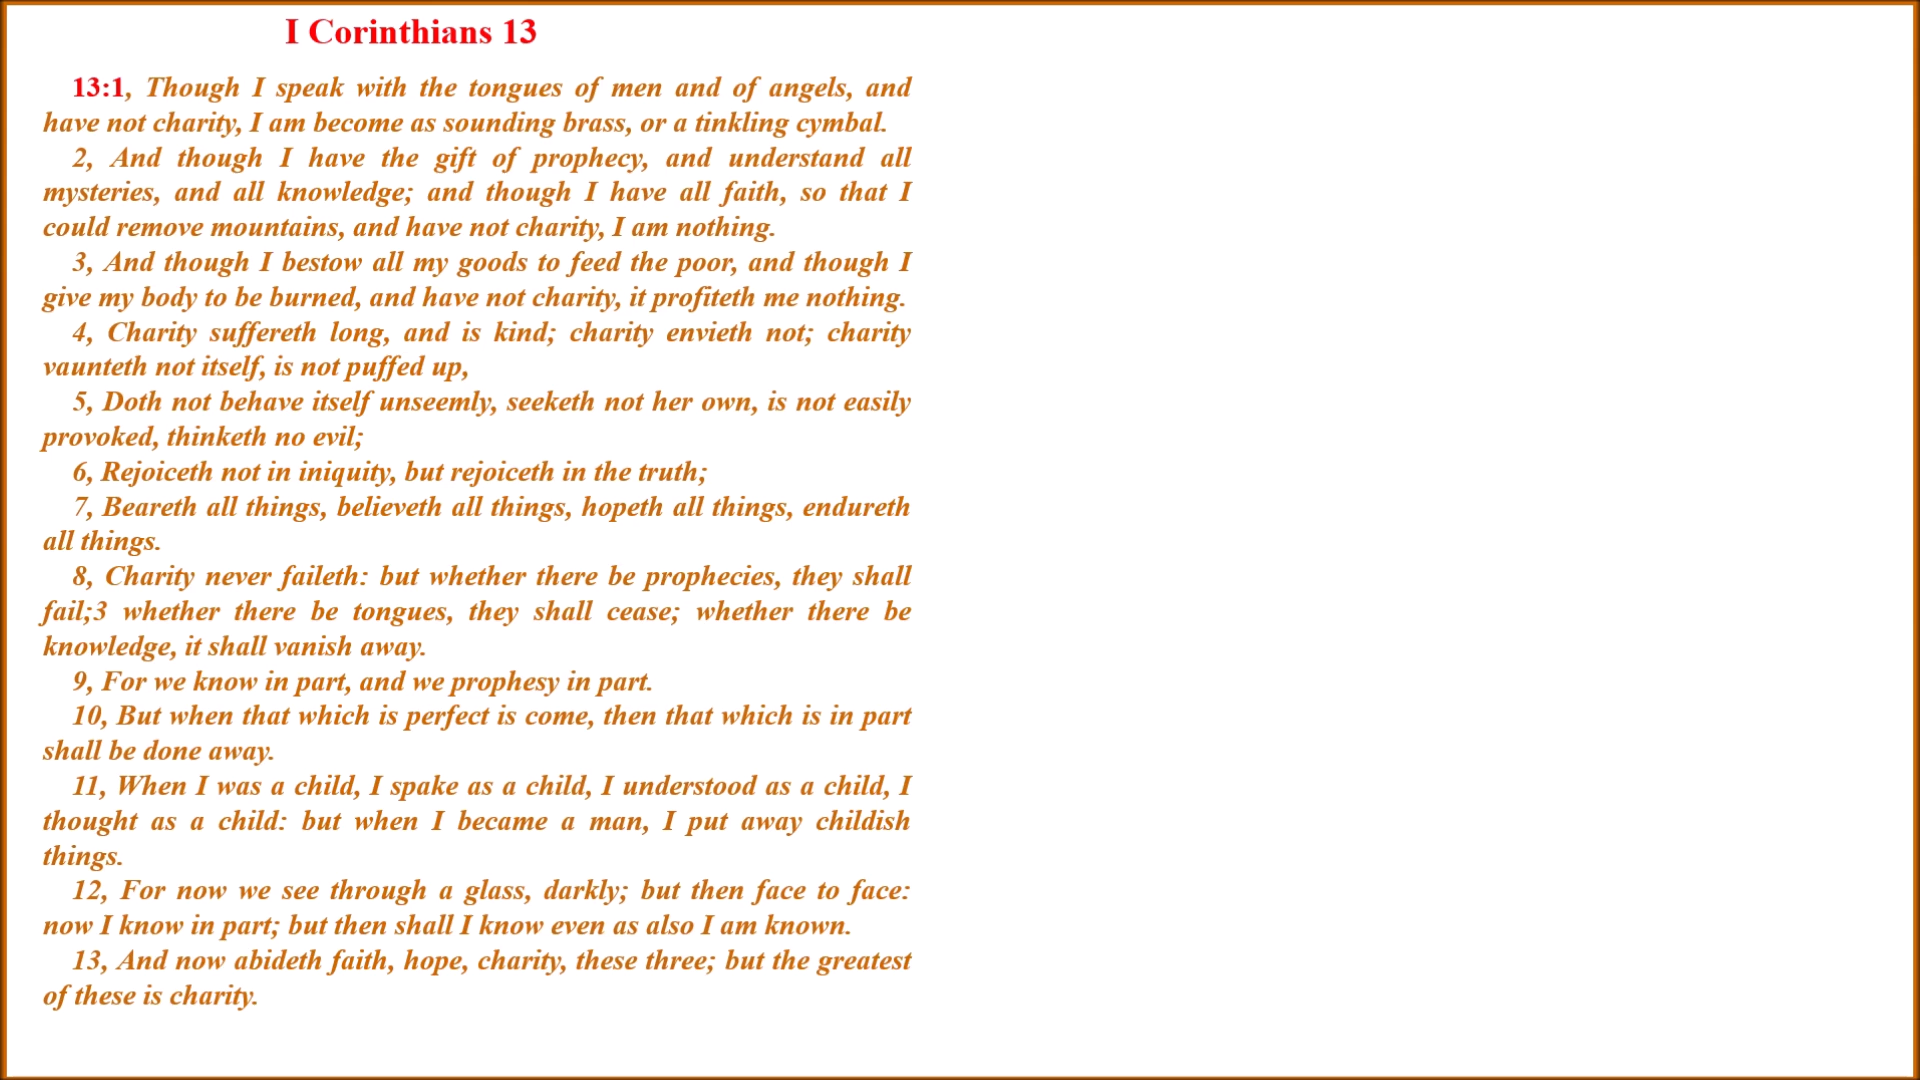 I Corinthians 13
13:1, Though I speak with the tongues of men and of angels, and
have not charity, I am become as sounding brass, or a tinkling cymbal.
2, And though I have the gift of prophecy, and understand all
mysteries, and all knowledge; and though I have all faith, so that I
could remove mountains, and have not charity, I am nothing.
3, And though I bestow all my goods to feed the poor, and though I
give my body to be burned, and have not charity, it profiteth me nothing.
4, Charity suffereth long, and is kind; charity envieth not; charity
vaunteth not itself, is not puffed up,
5, Doth not behave itself unseemly, seeketh not her own, is not easily
provoked, thinketh no evil;
6, Rejoiceth not in iniquity, but rejoiceth in the truth;
7, Beareth all things, believeth all things, hopeth all things, endureth
all things.
8, Charity never faileth: but whether there be prophecies, they shall
fail;3 whether there be tongues, they shall cease; whether there be
knowledge, it shall vanish away.
9, For we know in part, and we prophesy in part.
10, But when that which is perfect is come, then that which is in part
shall be done away.
11, When I was a child, I spake as a child, I understood as a child, I
thought as a child: but when I became a man, I put away childish
things.
12, For now we see through a glass, darkly; but then face to face:
now I know in part; but then shall I know even as also I am known.
13, And now abideth faith, hope, charity, these three; but the greatest
of these is charity.